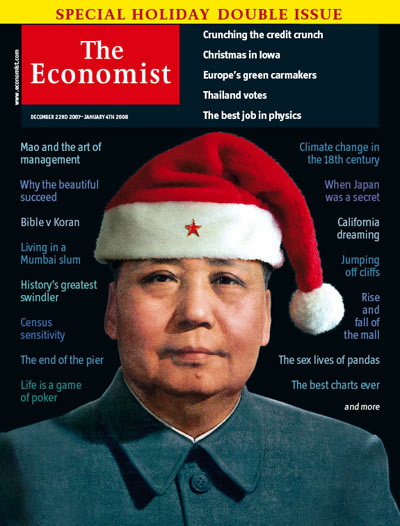 SPECIAL HOLIDAY DOUBLE ISSUE
www.economist.com
The
Economist
DECEMBER 22ND 2007–JANUARY 4TH 2008
Crunching the credit crunch
Christmas in Iowa
Europe's green carmakers
Thailand votes
The best job in physics
Mao and the art of
management
Why the beautiful
succeed
Bible v Koran
Living in a
Mumbai slum
History's greatest
swindler
Census
sensitivity
The end of the pier
Life is a game
of poker
Climate change in
the 18th century
When Japan
was a secret
California
dreaming
Jumping
off cliffs
Rise
and
fall of
the mall
The sex lives of pandas
The best charts ever
and more